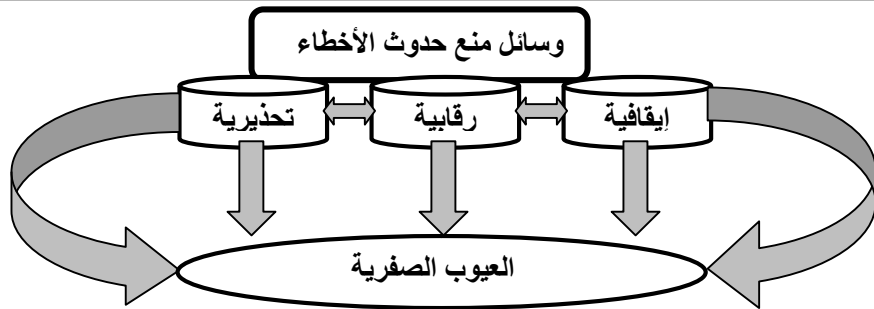 وسائل منع حدوث الأخطاء
إيقافية
رقابية
تحذيرية
العيوب الصفرية